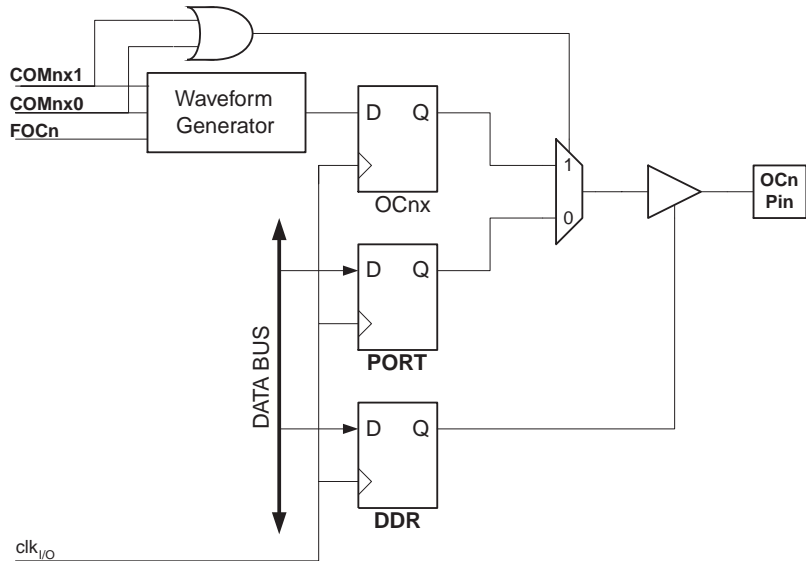 COMnx1
COMnx0
FOCn
Waveform
Generator
D Q
OCnx
1
0
OCn
Pin
D Q
PORT
DATA BUS
D Q
DDR
clkI/O